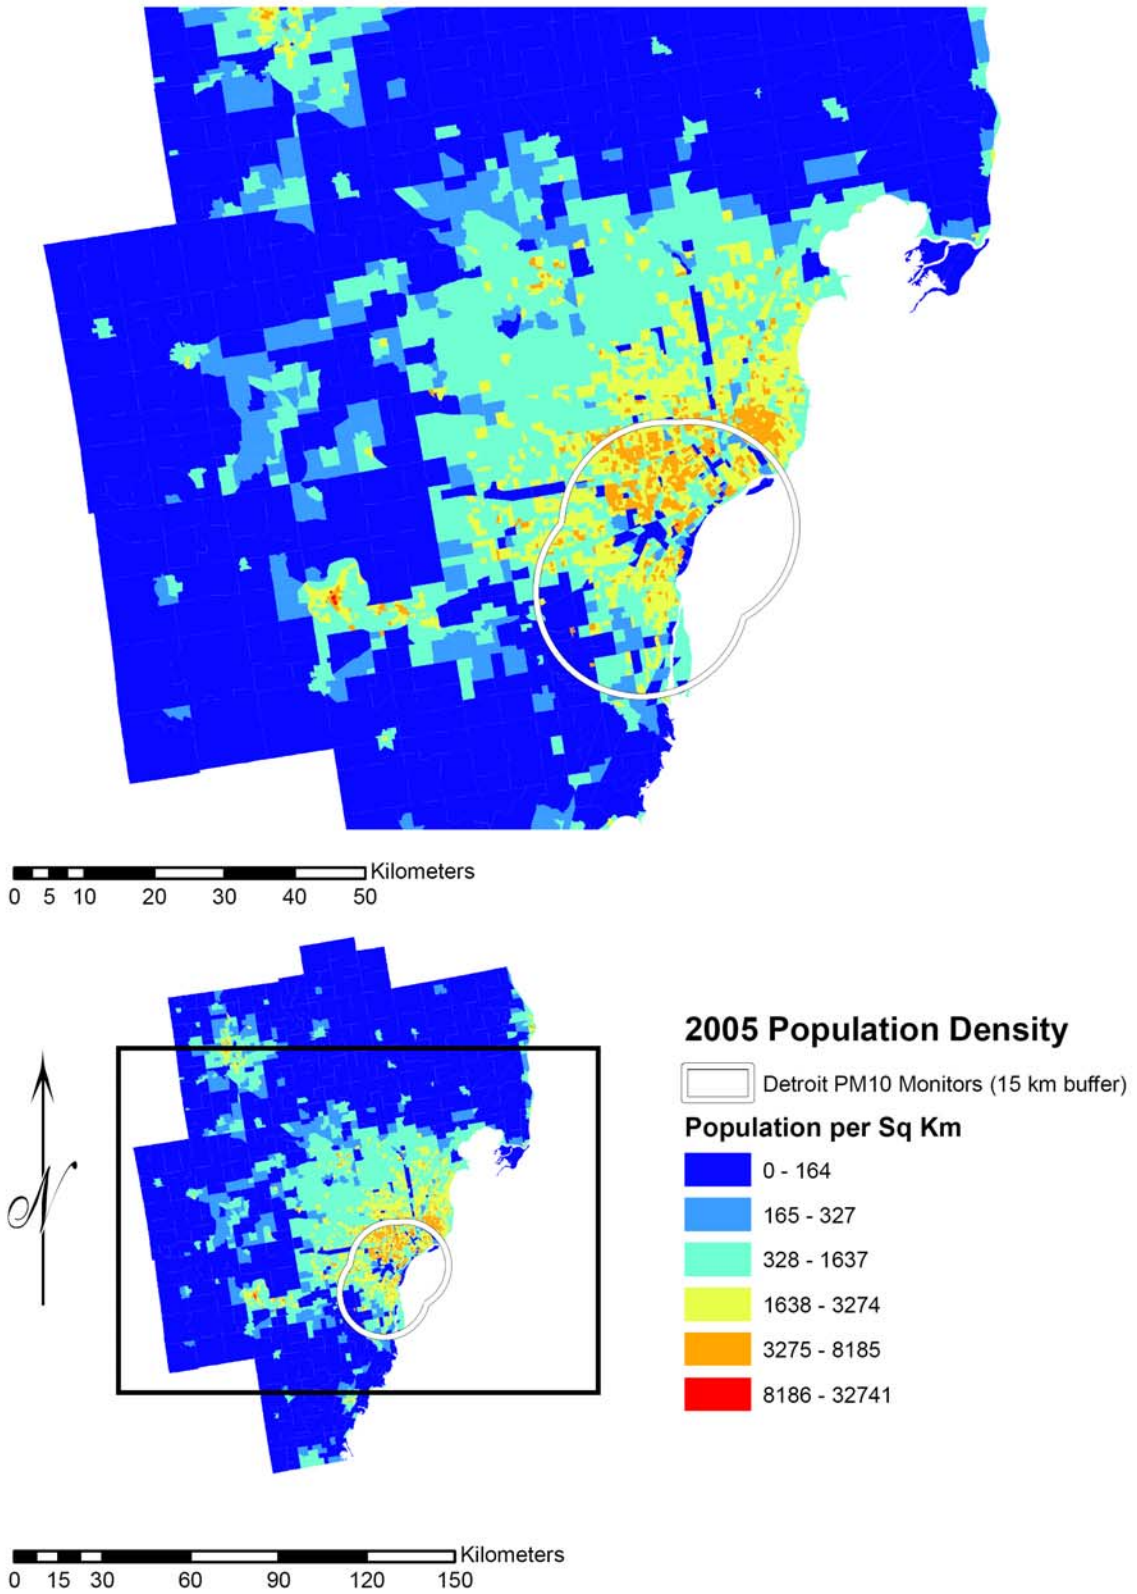 Kilometers
0 5 10 20 30 40 50
N
2005 Population Density
Detroit PM10 Monitors (15 km buffer)
Population per Sq Km
0 - 164
165 - 327
328 - 1637
1638 - 3274
3275 - 8185
8186 - 32741
Kilometers
0 15 30 60 90 120 150